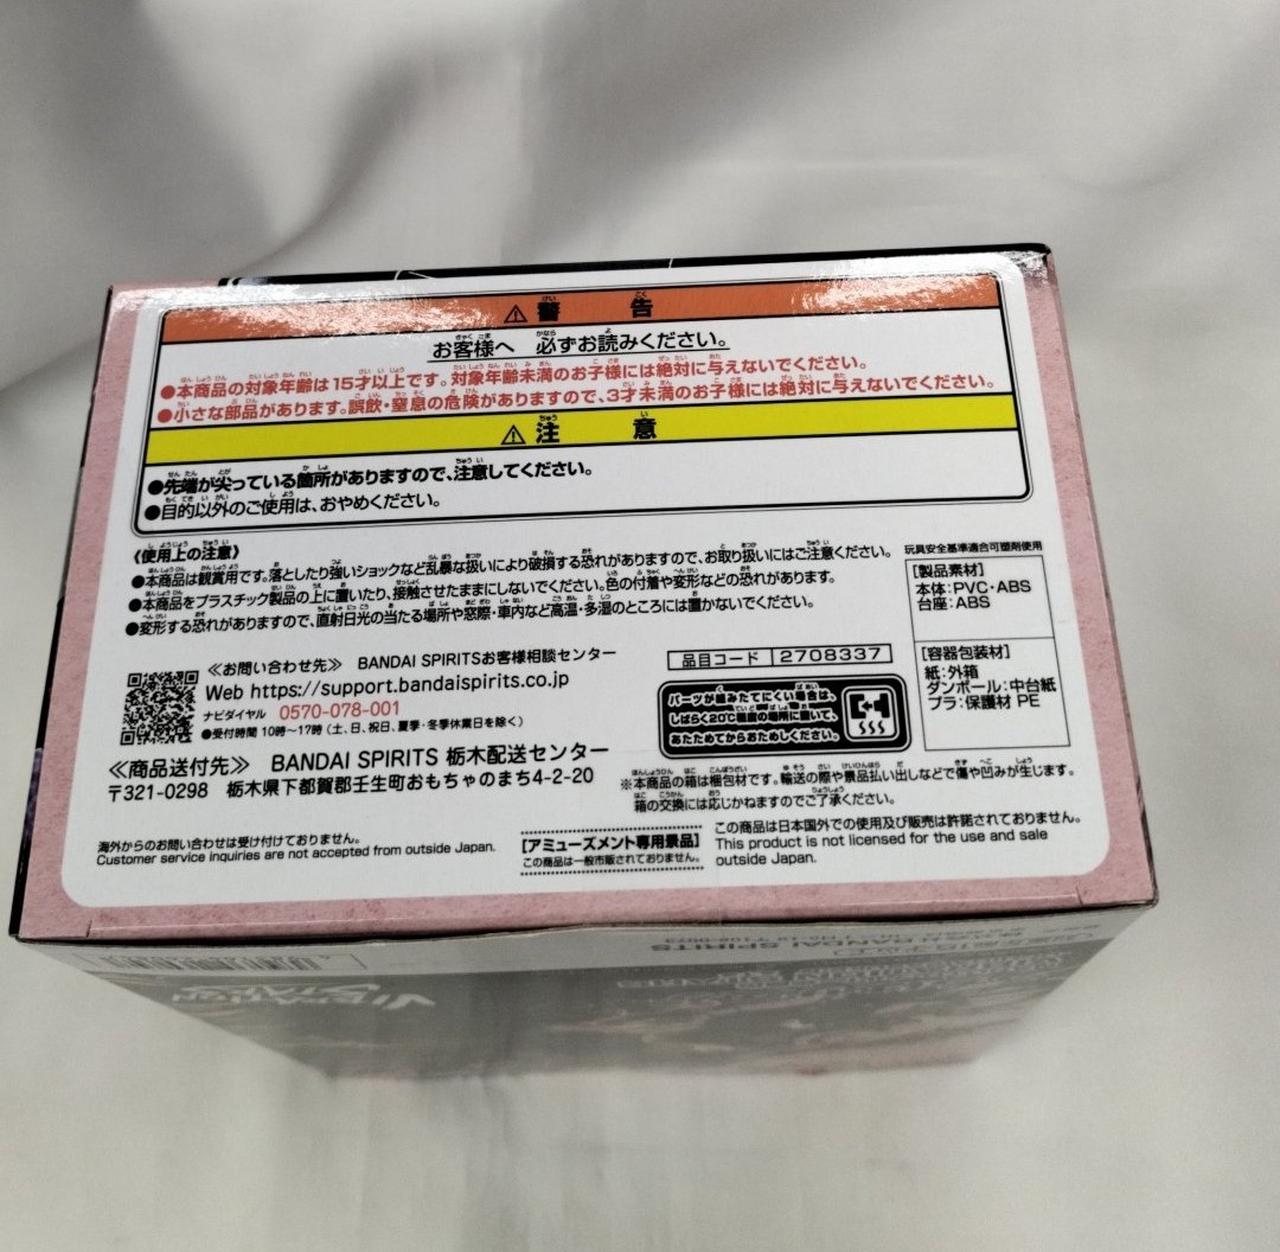 ⚠警告
お客様へ 必ずお読みください。
●本商品の対象年齢は15才以上です。対象年齢未満のお子様には絶対に与えないでください。
●小さな部品があります。誤飲・窒息の危険がありますので、3才未満のお子様には絶対に与えないでください。
⚠注意
●先端が尖っている箇所がありますので、注意してください。
●目的以外のご使用は、おやめください。
《使用上の注意》
●本商品は観賞用です。落としたり強いショックなど乱暴な扱いにより破損する恐れがありますので、お取り扱いにはご注意ください。
●本商品をプラスチック製品の上に置いたり、接触させたままにしないでください。色の付着や変形などの恐れがあります。
●変形する恐れがありますので、直射日光の当たる場所や窓際・車内など高温・多湿のところには置かないでください。
玩具安全基準適合可塑剤使用
[製品素材]
本体:PVC・ABS
台座:ABS
[容器包装材]
紙:外箱
ダンボール:中台紙
プラ:保護材 PE
≪お問い合わせ先≫ BANDAI SPIRITSお客様相談センター
Web https://support.bandaispirits.co.jp
ナビダイヤル 0570-078-001
●受付時間 10時～17時(土、日、祝日、夏季・冬季休業日を除く)
≪商品送付先≫ BANDAI SPIRITS 栃木配送センター
〒321-0298 栃木県下都賀郡壬生町おもちゃのまち4-2-20
品目コード 2708337
パーツが組みたてにくい場合は、
しばらく20℃程度の場所に置いて、
あたためてからおためしください。
※本商品の箱は梱包材です。輸送の際や景品払い出しなどで傷や凹みが生じます。
箱の交換には応じかねますのでご了承ください。
海外からのお問い合わせは受け付けておりません。
Customer service inquiries are not accepted from outside Japan.
[アミューズメント専用景品]
この商品は一般市販されておりません。
この商品は日本国外での使用及び販売は許諾されておりません。
This product is not licensed for the use and sale
outside Japan.
BANDAI SPIRITS
VIBRATION
STARS